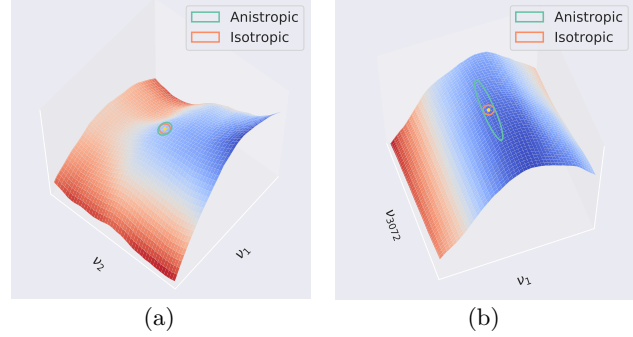 Anistropic
Isotropic
ν₂
ν₁
(a)
Anistropic
Isotropic
ν₃₀₇₂
ν₁
(b)